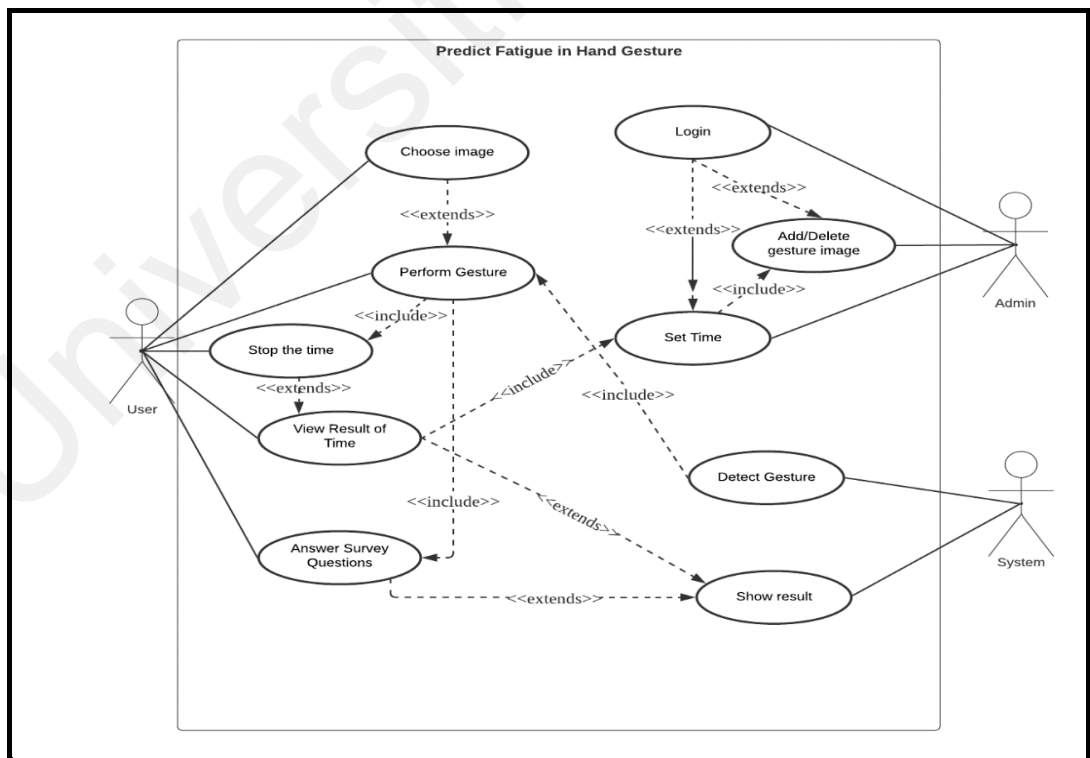 Predict Fatigue in Hand Gesture
Choose image
<<extends>>
Perform Gesture
<<include>>
Stop the time
<<extends>>
View Result of
Time
<<include>>
Answer Survey
Questions
<<extends>>
User
Login
<<extends>>
<<extends>>
Add/Delete
gesture image
<<include>>
Set Time
<<include>>
<<include>>
Detect Gesture
<<extends>>
Show result
Admin
System
Universit